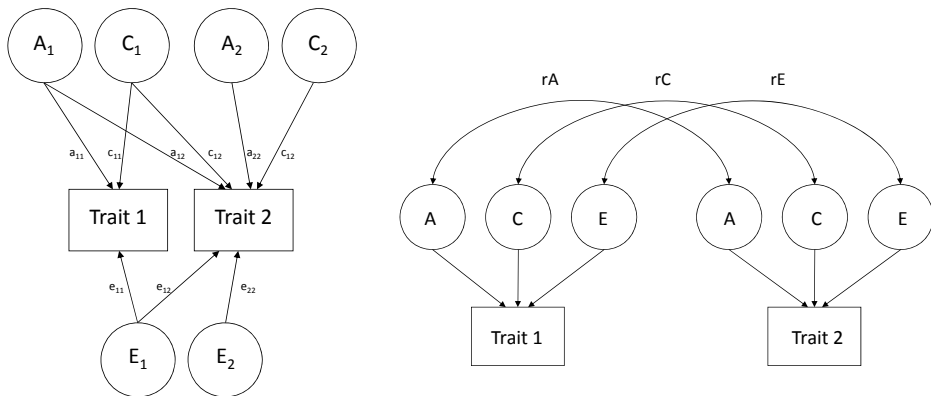 A₁ C₁ A₂ C₂
a₁₁ c₁₁ a₁₂ c₁₂ a₂₂ c₁₂
Trait 1 Trait 2
e₁₁ e₁₂ e₂₂
E₁ E₂
rA rC rE
A C E A C E
Trait 1 Trait 2